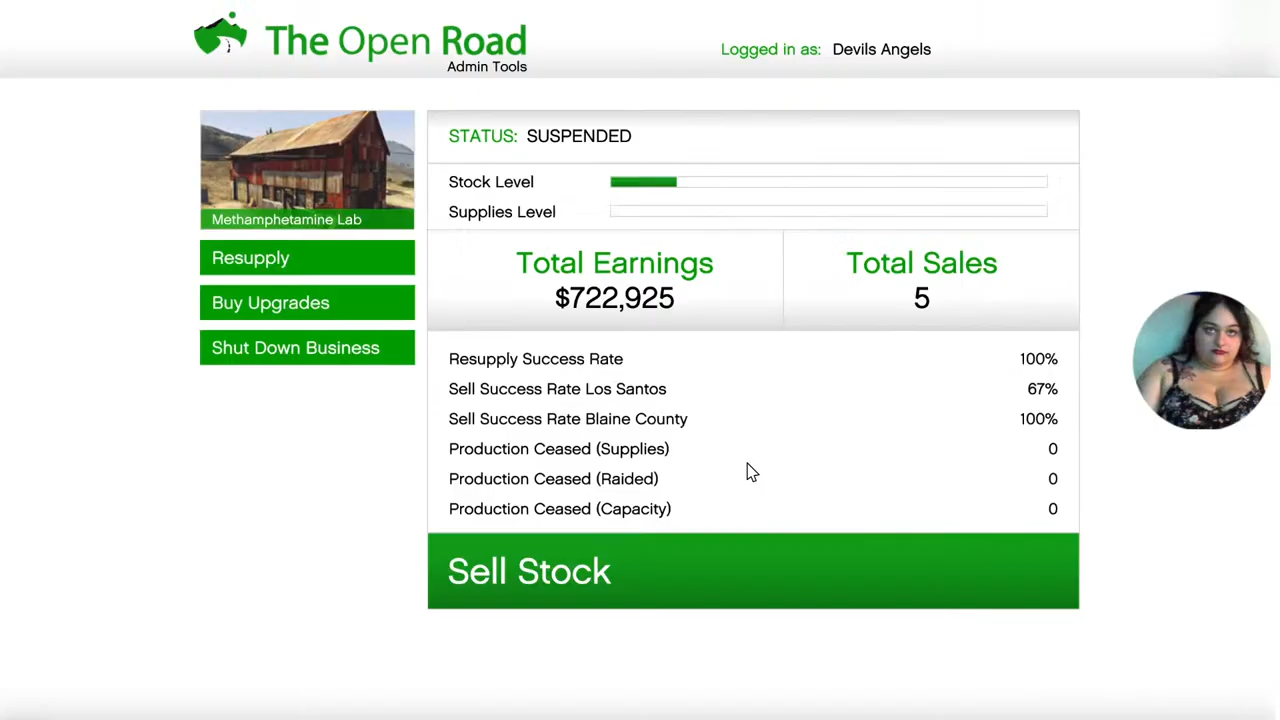 The Open Road
Admin Tools
Logged in as: Devils Angels
Methamphetamine Lab
Resupply
Buy Upgrades
Shut Down Business
STATUS: SUSPENDED
Stock Level
Supplies Level
Total Earnings
$722,925
Total Sales
5
Resupply Success Rate 100%
Sell Success Rate Los Santos 67%
Sell Success Rate Blaine County 100%
Production Ceased (Supplies) 0
Production Ceased (Raided) 0
Production Ceased (Capacity) 0
Sell Stock